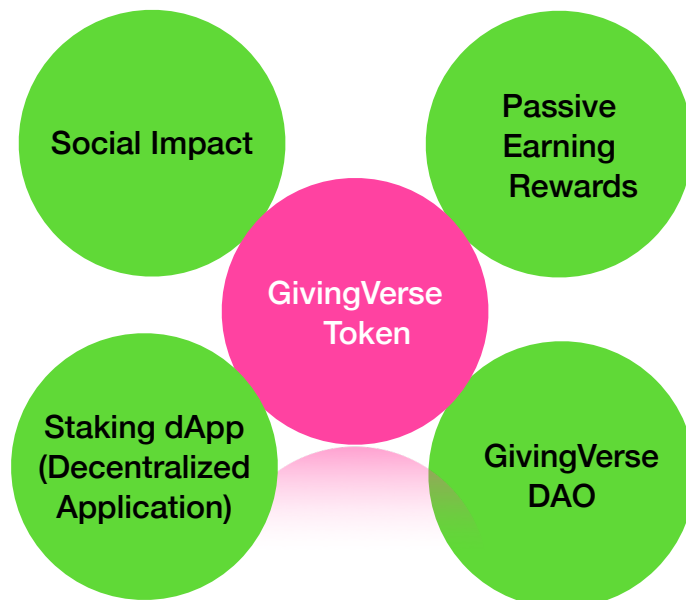 Social Impact
Passive
Earning
Rewards
GivingVerse
Token
Staking dApp
(Decentralized
Application)
GivingVerse
DAO